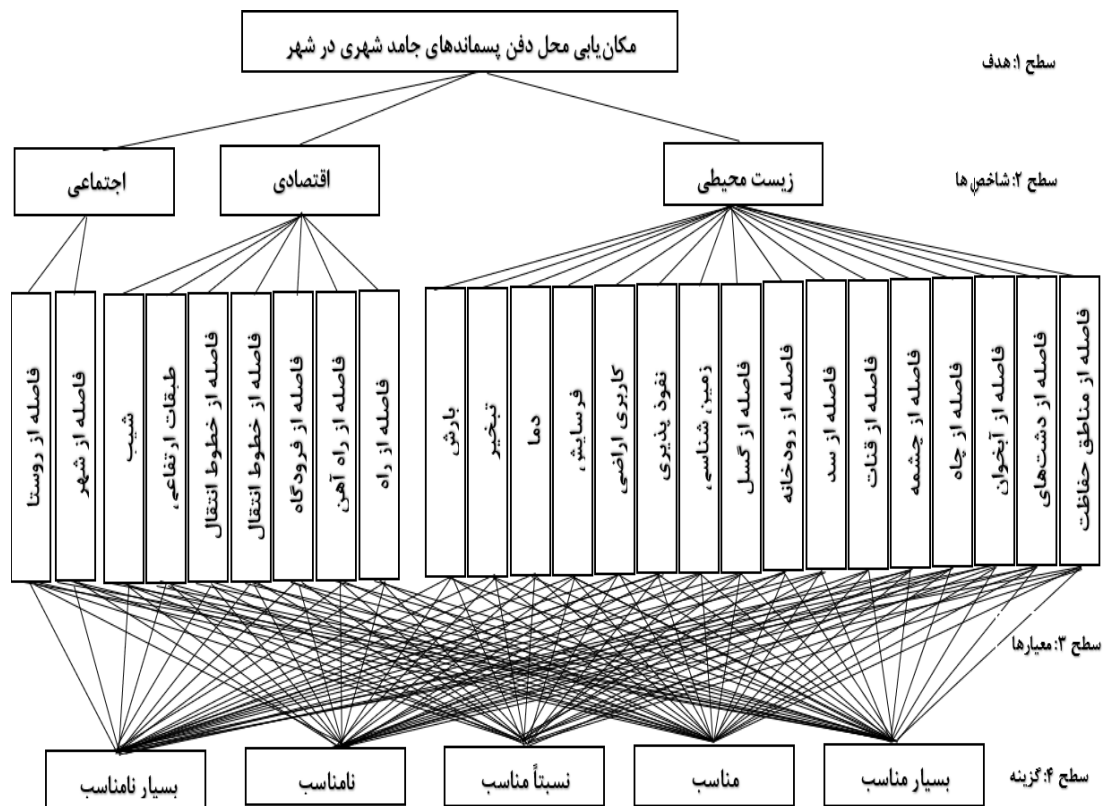 مکان‌یابی محل دفن پسماندهای جامد شهری در شهر
سطح ۱: هدف
زیست محیطی
اقتصادی
اجتماعی
سطح ۲: شاخص ها
فاصله از مناطق حفاظت
فاصله از دشت‌های
فاصله از آبخوان
فاصله از چاه
فاصله از چشمه
فاصله از قنات
فاصله از سد
فاصله از رودخانه
فاصله از گسل
زمین شناسی
نفوذ پذیری
کاربری اراضی
فرسایش
دما
تبخیر
بارش
فاصله از راه
فاصله از راه آهن
فاصله از فرودگاه
فاصله از خطوط انتقال
فاصله از خطوط انتقال
طبقات ارتفاعی
شیب
فاصله از شهر
فاصله از روستا
سطح ۳: معیارها
بسیار مناسب
مناسب
نسبتاً مناسب
نامناسب
بسیار نامناسب
سطح ۴: گزینه